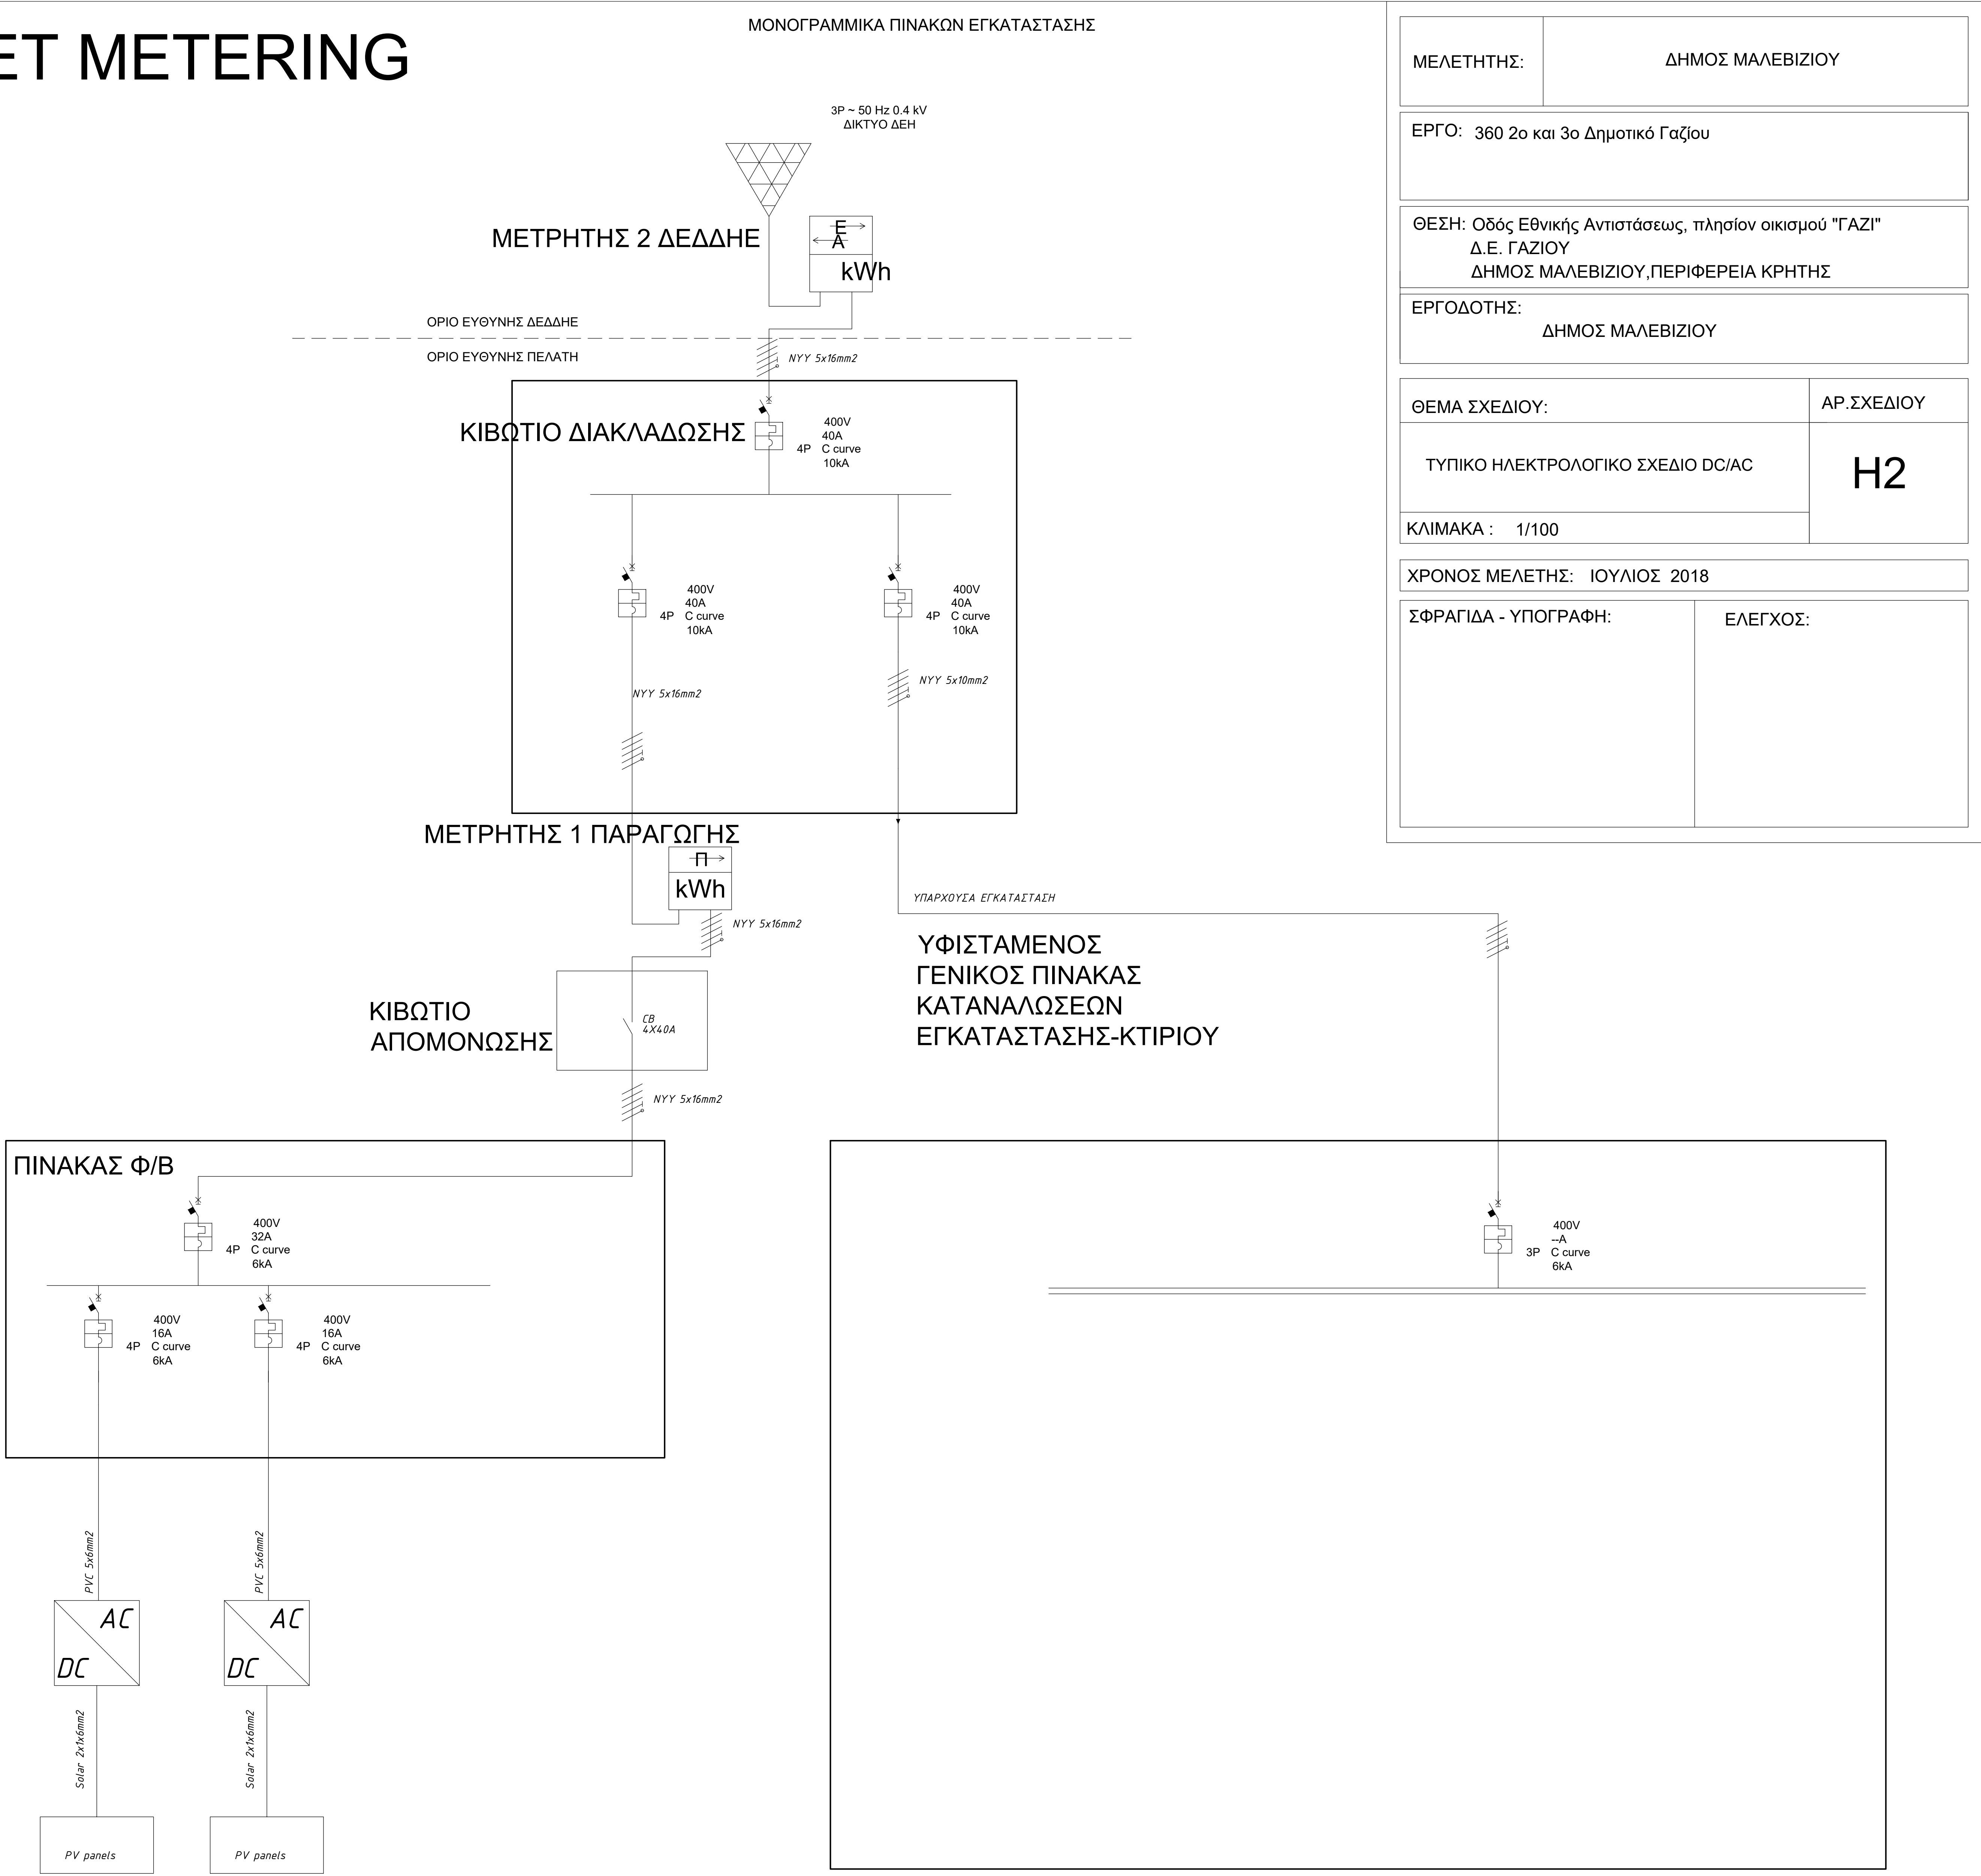 ET METERING
ΜΟΝΟΓΡΑΜΜΙΚΑ ΠΙΝΑΚΩΝ ΕΓΚΑΤΑΣΤΑΣΗΣ
3P ~ 50 Hz 0.4 kV
ΔΙΚΤΥΟ ΔΕΗ
ΜΕΤΡΗΤΗΣ 2 ΔΕΔΔΗΕ
E
A
kWh
ΟΡΙΟ ΕΥΘΥΝΗΣ ΔΕΔΔΗΕ
ΟΡΙΟ ΕΥΘΥΝΗΣ ΠΕΛΑΤΗ
NYY 5x16mm2
ΚΙΒΩΤΙΟ ΔΙΑΚΛΑΔΩΣΗΣ
400V
40A
4P C curve
10kA
400V
40A
4P C curve
10kA
400V
40A
4P C curve
10kA
NYY 5x16mm2
NYY 5x10mm2
ΜΕΤΡΗΤΗΣ 1 ΠΑΡΑΓΩΓΗΣ
Π
kWh
NYY 5x16mm2
ΥΠΑΡΧΟΥΣΑ ΕΓΚΑΤΑΣΤΑΣΗ
ΥΦΙΣΤΑΜΕΝΟΣ
ΓΕΝΙΚΟΣ ΠΙΝΑΚΑΣ
ΚΑΤΑΝΑΛΩΣΕΩΝ
ΕΓΚΑΤΑΣΤΑΣΗΣ-ΚΤΙΡΙΟΥ
ΚΙΒΩΤΙΟ
ΑΠΟΜΟΝΩΣΗΣ
CB
4X40A
NYY 5x16mm2
ΠΙΝΑΚΑΣ Φ/Β
400V
32A
4P C curve
6kA
400V
16A
4P C curve
6kA
400V
16A
4P C curve
6kA
400V
--A
3P C curve
6kA
PVC 5x6mm2
PVC 5x6mm2
AC
DC
AC
DC
Solar 2x1x6mm2
Solar 2x1x6mm2
PV panels
PV panels
ΜΕΛΕΤΗΤΗΣ: ΔΗΜΟΣ ΜΑΛΕΒΙΖΙΟΥ
ΕΡΓΟ: 360 2ο και 3ο Δημοτικό Γαζίου
ΘΕΣΗ: Οδός Εθνικής Αντιστάσεως, πλησίον οικισμού "ΓΑΖΙ"
Δ.Ε. ΓΑΖΙΟΥ
ΔΗΜΟΣ ΜΑΛΕΒΙΖΙΟΥ,ΠΕΡΙΦΕΡΕΙΑ ΚΡΗΤΗΣ
ΕΡΓΟΔΟΤΗΣ:
ΔΗΜΟΣ ΜΑΛΕΒΙΖΙΟΥ
ΘΕΜΑ ΣΧΕΔΙΟΥ:
ΑΡ.ΣΧΕΔΙΟΥ
ΤΥΠΙΚΟ ΗΛΕΚΤΡΟΛΟΓΙΚΟ ΣΧΕΔΙΟ DC/AC
H2
ΚΛΙΜΑΚΑ : 1/100
ΧΡΟΝΟΣ ΜΕΛΕΤΗΣ: ΙΟΥΛΙΟΣ 2018
ΣΦΡΑΓΙΔΑ - ΥΠΟΓΡΑΦΗ:
ΕΛΕΓΧΟΣ: